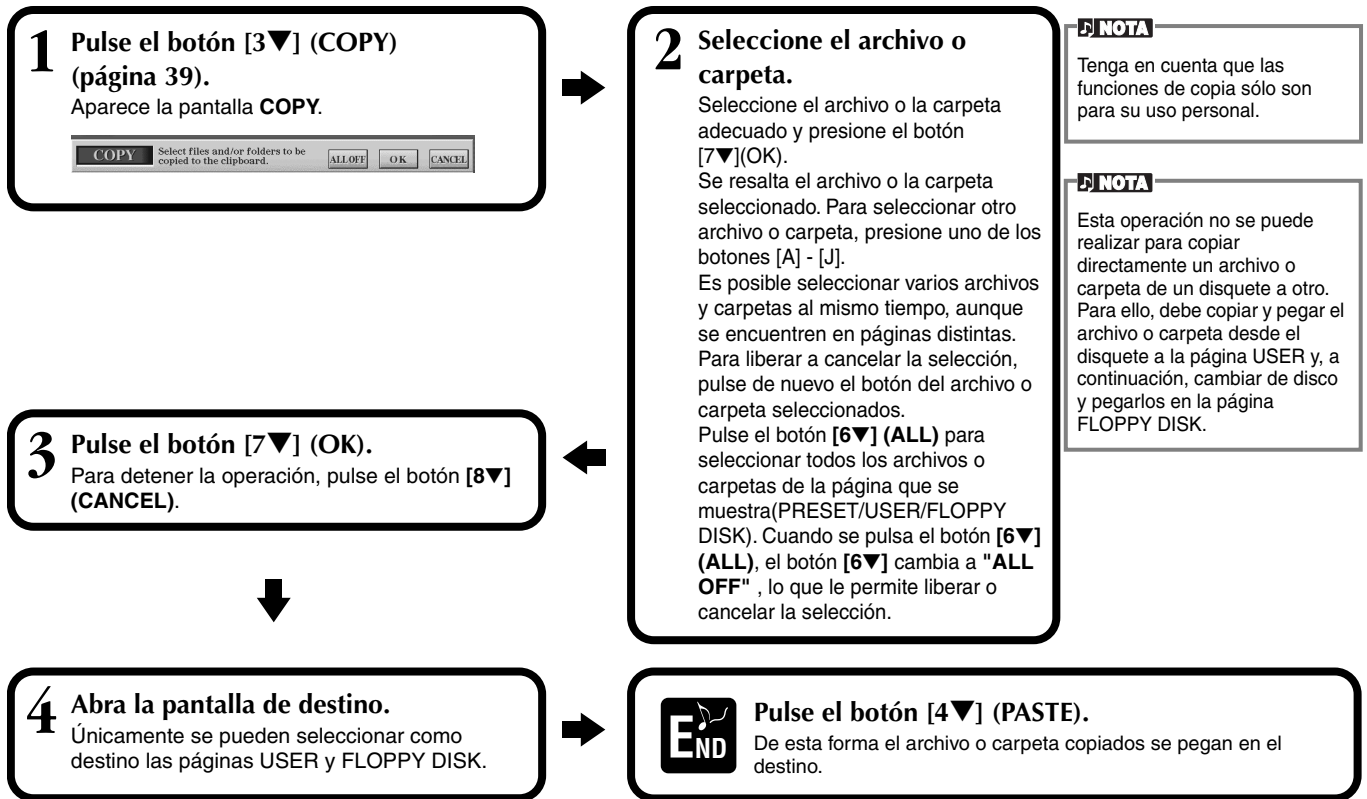 1 Pulse el botón [3▼] (COPY)
(página 39).
Aparece la pantalla COPY.
COPY Select files and/or folders to be
copied to the clipboard. ALL OFF OK CANCEL
2 Seleccione el archivo o
carpeta.
Seleccione el archivo o la carpeta
adecuado y presione el botón
[7▼](OK).
Se resalta el archivo o la carpeta
seleccionado. Para seleccionar otro
archivo o carpeta, presione uno de los
botones [A] - [J].
Es posible seleccionar varios archivos
y carpetas al mismo tiempo, aunque
se encuentren en páginas distintas.
Para liberar a cancelar la selección,
pulse de nuevo el botón del archivo o
carpeta seleccionados.
Pulse el botón [6▼] (ALL) para
seleccionar todos los archivos o
carpetas de la página que se
muestra(PRESET/USER/FLOPPY
DISK). Cuando se pulsa el botón [6▼]
(ALL), el botón [6▼] cambia a "ALL
OFF" , lo que le permite liberar o
cancelar la selección.
NOTA
Tenga en cuenta que las
funciones de copia sólo son
para su uso personal.
NOTA
Esta operación no se puede
realizar para copiar
directamente un archivo o
carpeta de un disquete a otro.
Para ello, debe copiar y pegar el
archivo o carpeta desde el
disquete a la página USER y, a
continuación, cambiar de disco
y pegarlos en la página
FLOPPY DISK.
3 Pulse el botón [7▼] (OK).
Para detener la operación, pulse el botón [8▼]
(CANCEL).
4 Abra la pantalla de destino.
Únicamente se pueden seleccionar como
destino las páginas USER y FLOPPY DISK.
END Pulse el botón [4▼] (PASTE).
De esta forma el archivo o carpeta copiados se pegan en el
destino.